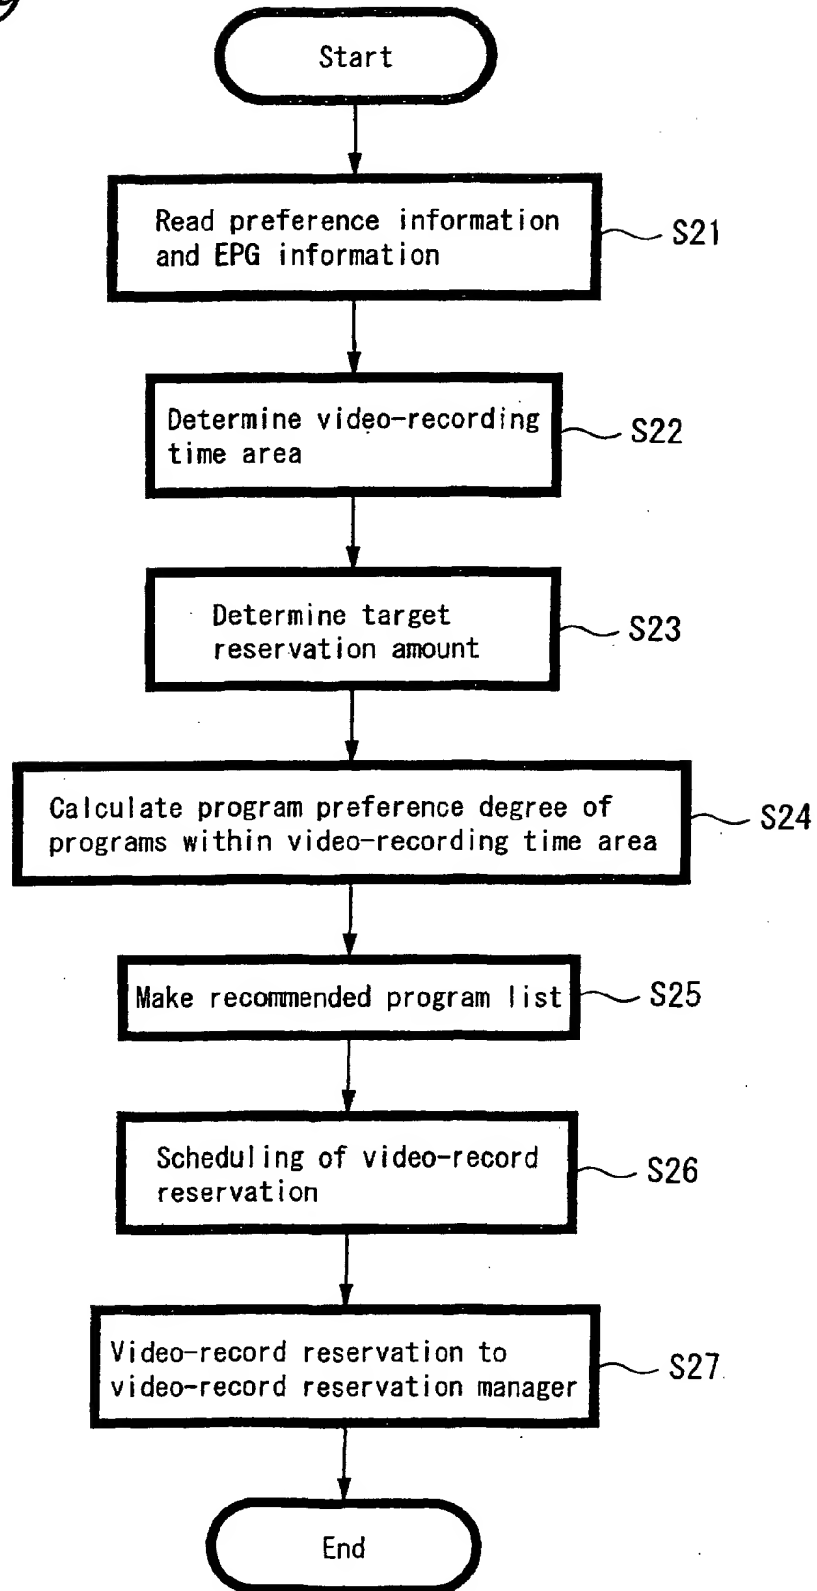 Start
Read preference information
and EPG information
S21
Determine video-recording
time area
S22
Determine target
reservation amount
S23
Calculate program preference degree of
programs within video-recording time area
S24
Make recommended program list
S25
Scheduling of video-record
reservation
S26
Video-record reservation to
video-record reservation manager
S27
End